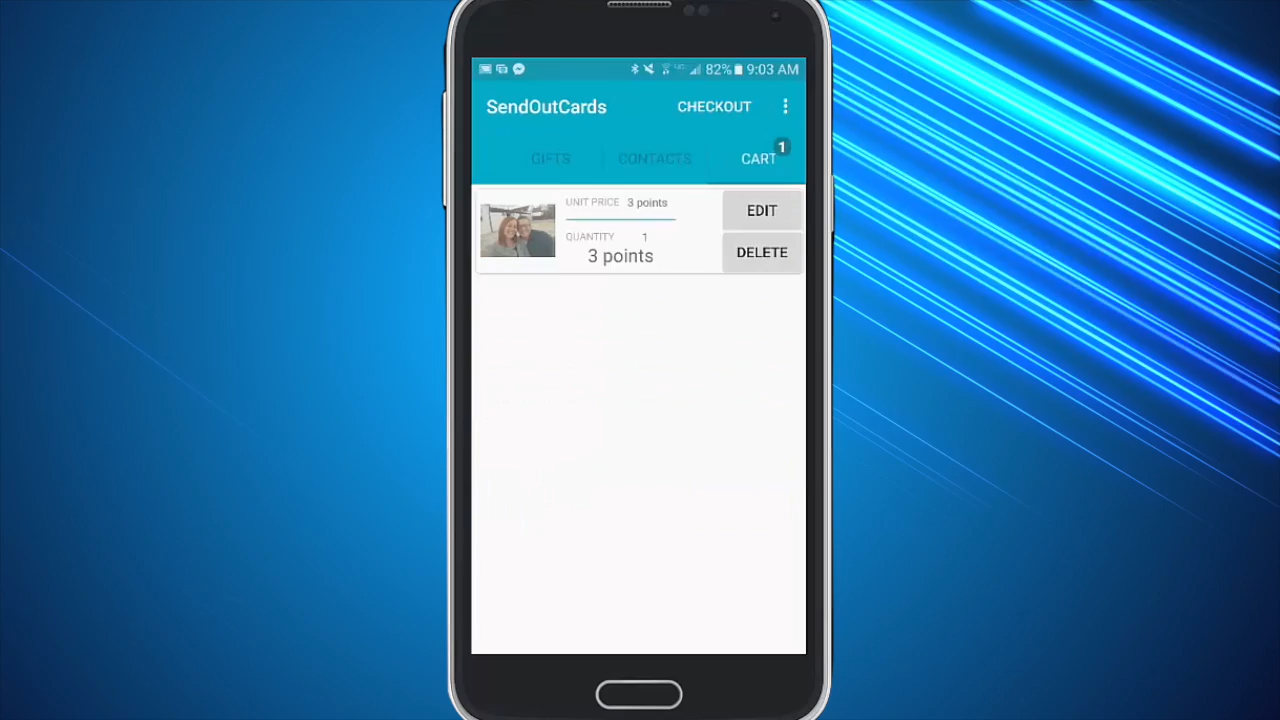 82% 9:03 AM
SendOutCards CHECKOUT
GIFTS CONTACTS CART 1
UNIT PRICE 3 points EDIT
QUANTITY 1
3 points DELETE